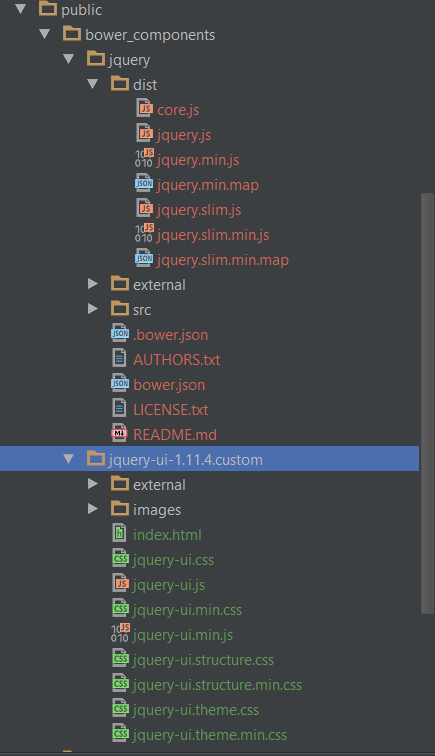 public
bower_components
jquery
dist
core.js
jquery.js
jquery.min.js
jquery.min.map
jquery.slim.js
jquery.slim.min.js
jquery.slim.min.map
external
src
.bower.json
AUTHORS.txt
bower.json
LICENSE.txt
README.md
jquery-ui-1.11.4.custom
external
images
index.html
jquery-ui.css
jquery-ui.js
jquery-ui.min.css
jquery-ui.min.js
jquery-ui.structure.css
jquery-ui.structure.min.css
jquery-ui.theme.css
jquery-ui.theme.min.css